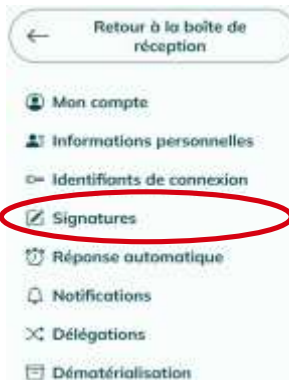 Retour à la boîte de
réception
Mon compte
Informations personnelles
Identifiants de connexion
Signatures
Réponse automatique
Notifications
Délégations
Dématérialisation